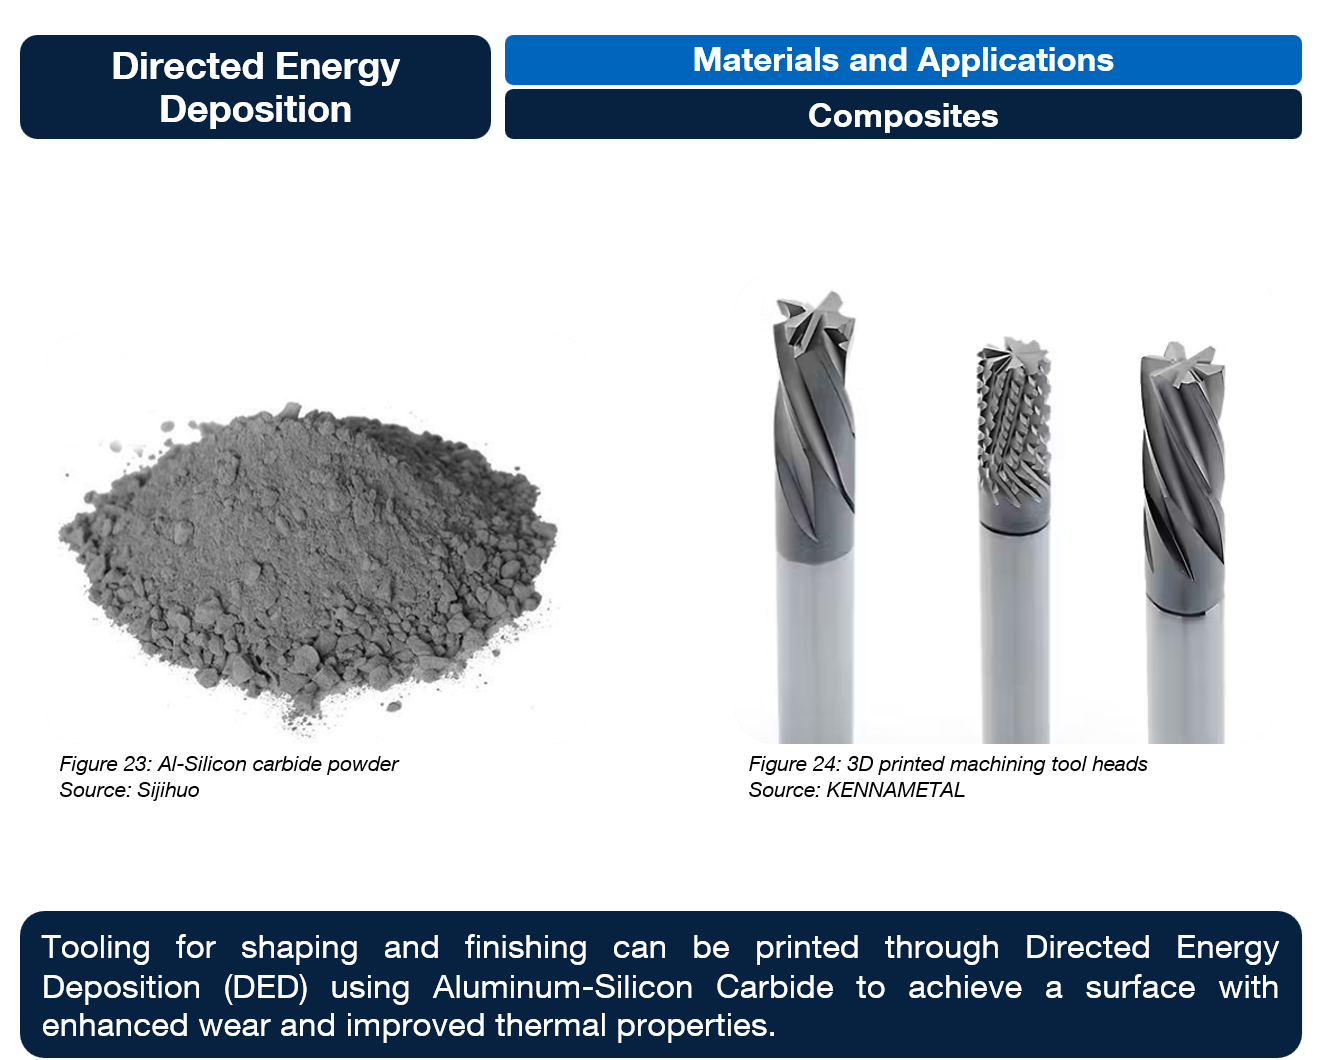 Directed Energy
Deposition
Materials and Applications
Composites
Figure 23: Al-Silicon carbide powder
Source: Sijihuo
Figure 24: 3D printed machining tool heads
Source: KENNAMETAL
Tooling for shaping and finishing can be printed through Directed Energy
Deposition (DED) using Aluminum-Silicon Carbide to achieve a surface with
enhanced wear and improved thermal properties.